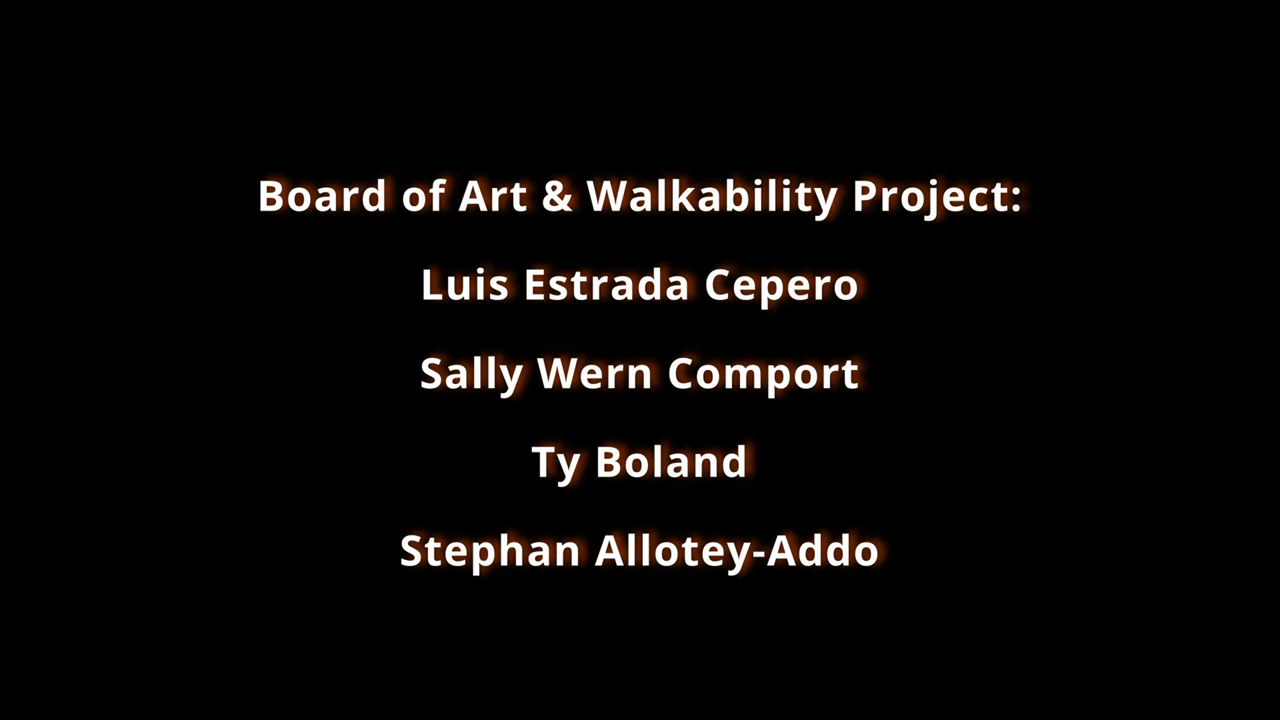 Board of Art & Walkability Project:
Luis Estrada Cepero
Sally Wern Comport
Ty Boland
Stephan Allotey-Addo